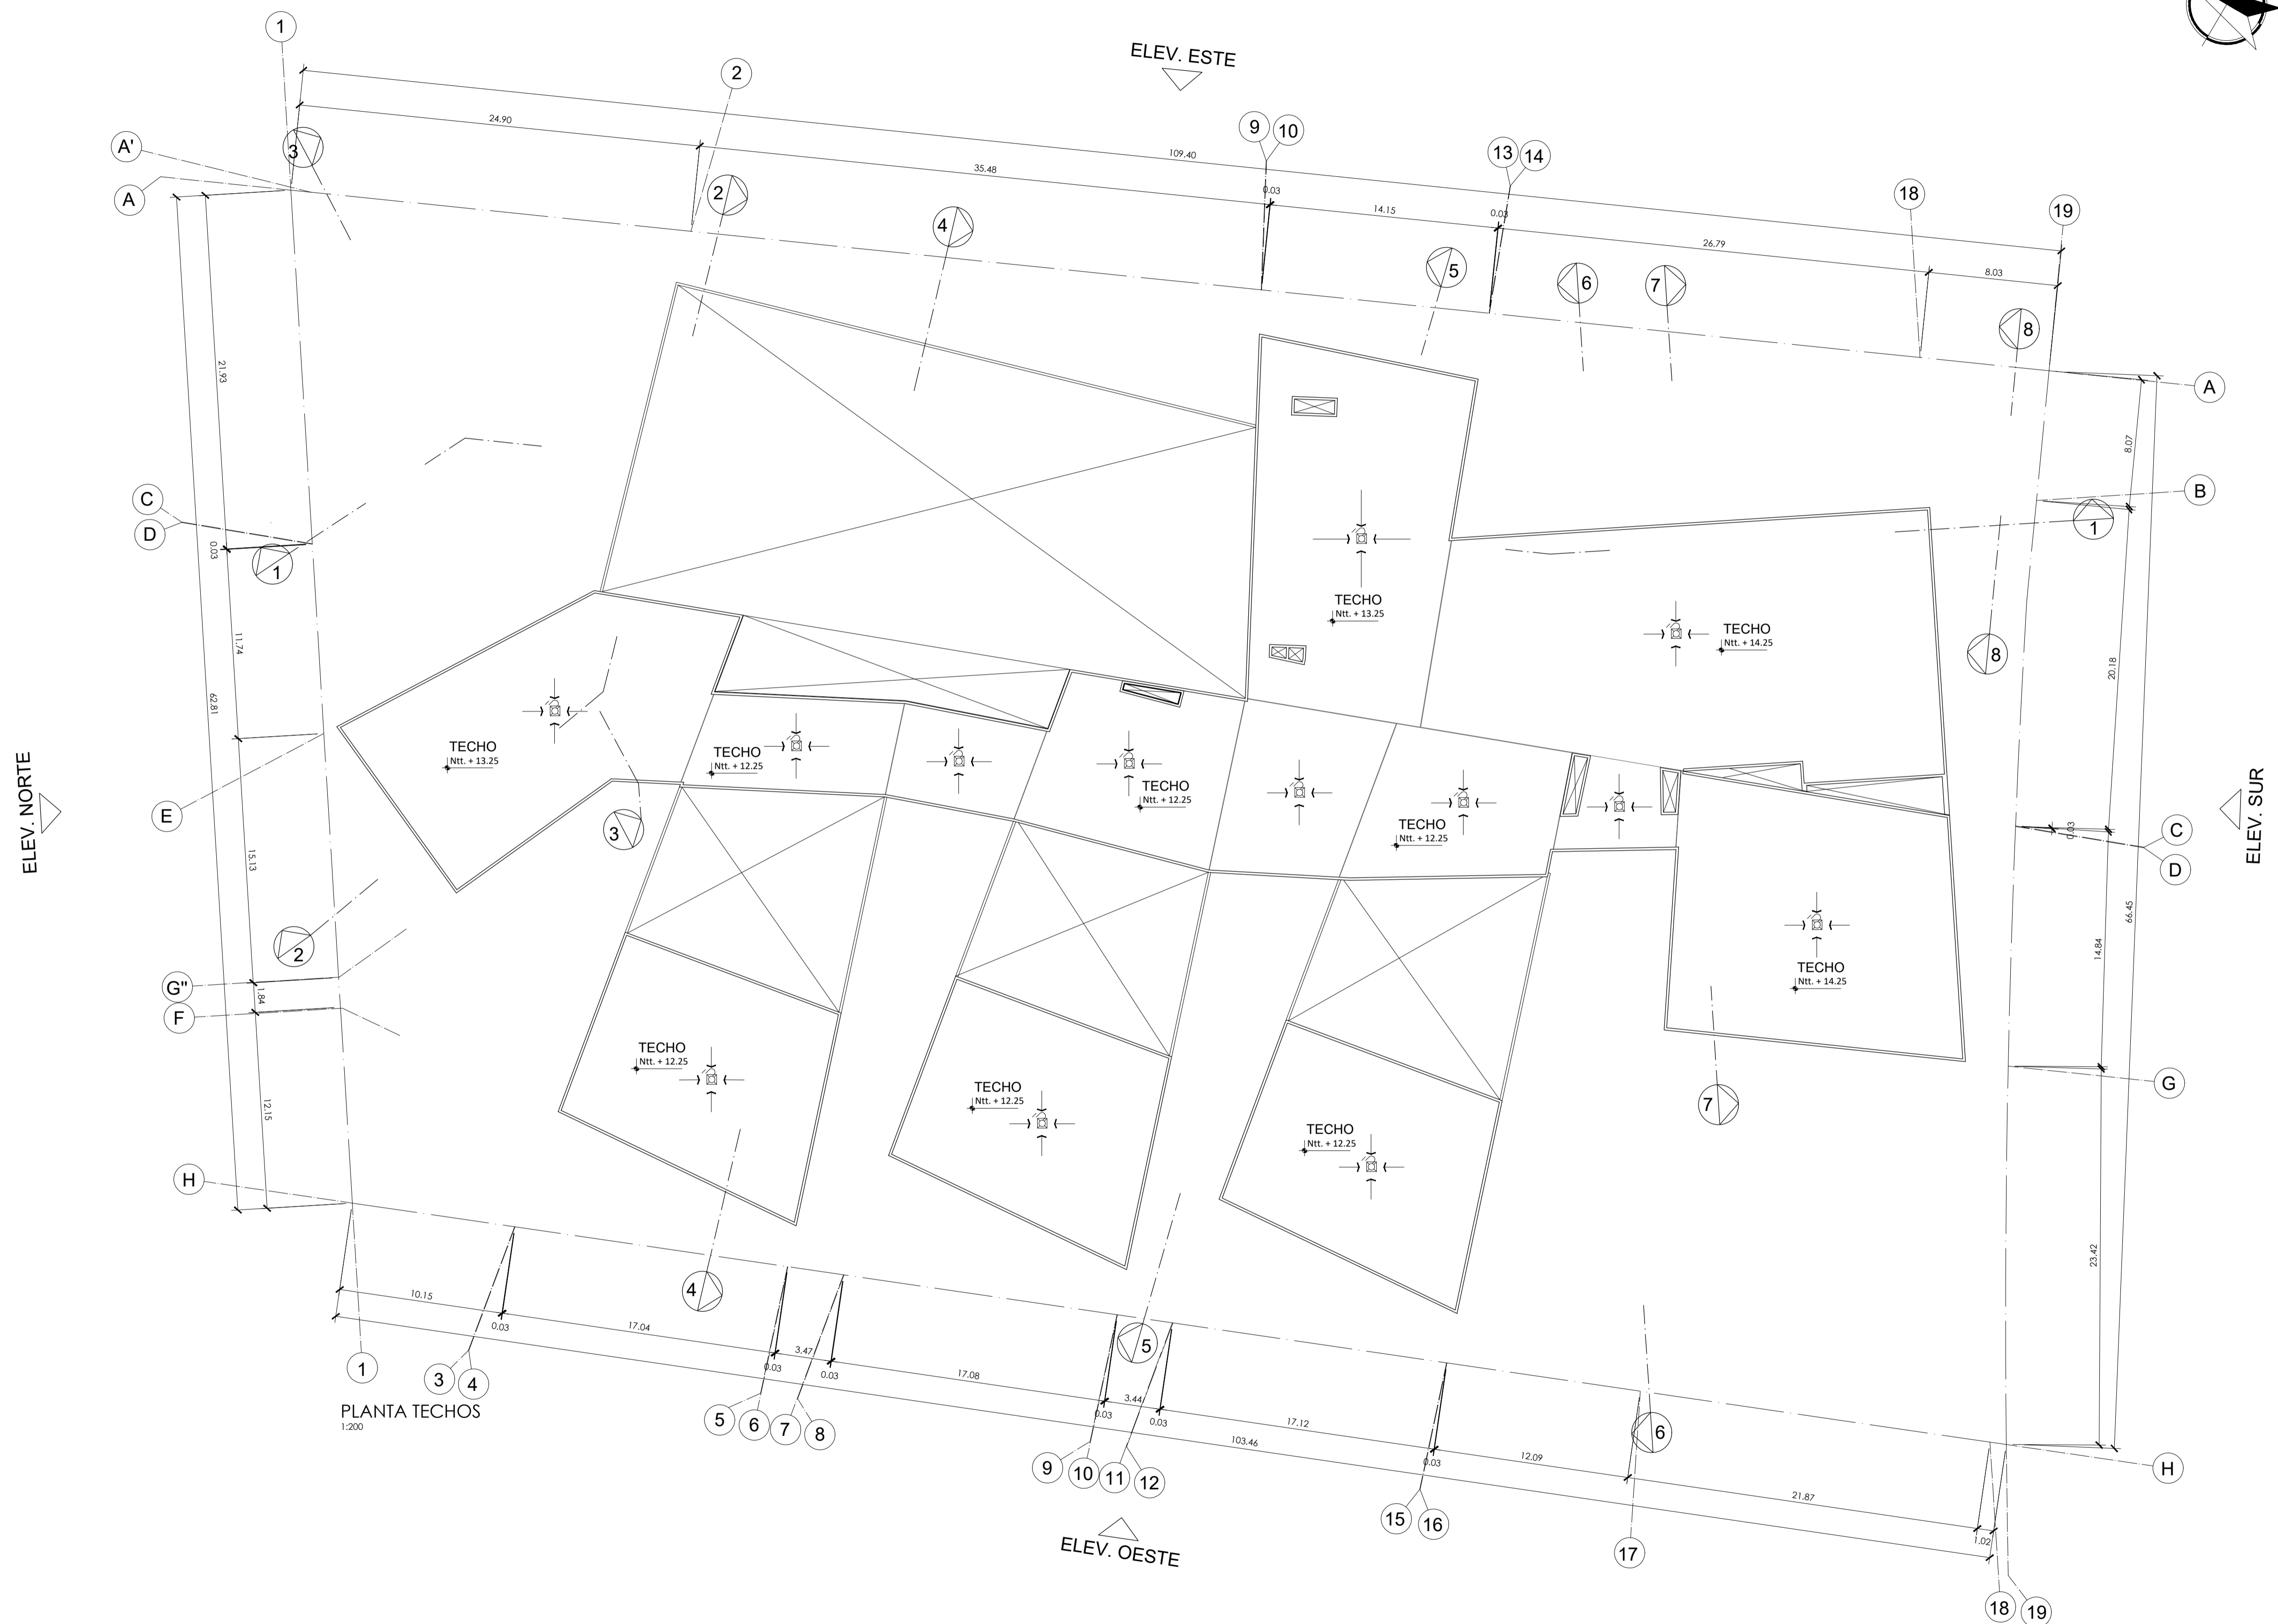 1
ELEV. ESTE
2
9
10
3
24.90
A'
109.40
13
14
35.48
A
2
0.03
18
14.15
0.03
19
4
26.79
5
8.03
6
7
8
21.93
A
8.07
B
C
1
D
0.03
1
TECHO
Ntt. + 13.25
TECHO
Ntt. + 14.25
11.74
8
20.18
62.81
TECHO
Ntt. + 13.25
TECHO
Ntt. + 12.25
TECHO
Ntt. + 12.25
ELEV. NORTE
E
3
TECHO
Ntt. + 12.25
0.03
C
ELEV. SUR
D
15.13
66.45
2
14.84
TECHO
Ntt. + 14.25
G"
1.84
F
TECHO
Ntt. + 12.25
TECHO
Ntt. + 12.25
G
7
12.15
TECHO
Ntt. + 12.25
H
23.42
4
10.15
0.03
17.04
5
3.47
0.03
0.03
17.08
1
3
4
3.44
0.03
0.03
17.12
PLANTA TECHOS
1:200
5
6
7
8
103.46
6
0.03
12.09
9
10
11
12
H
21.87
15
16
1.02
ELEV. OESTE
17
18
19